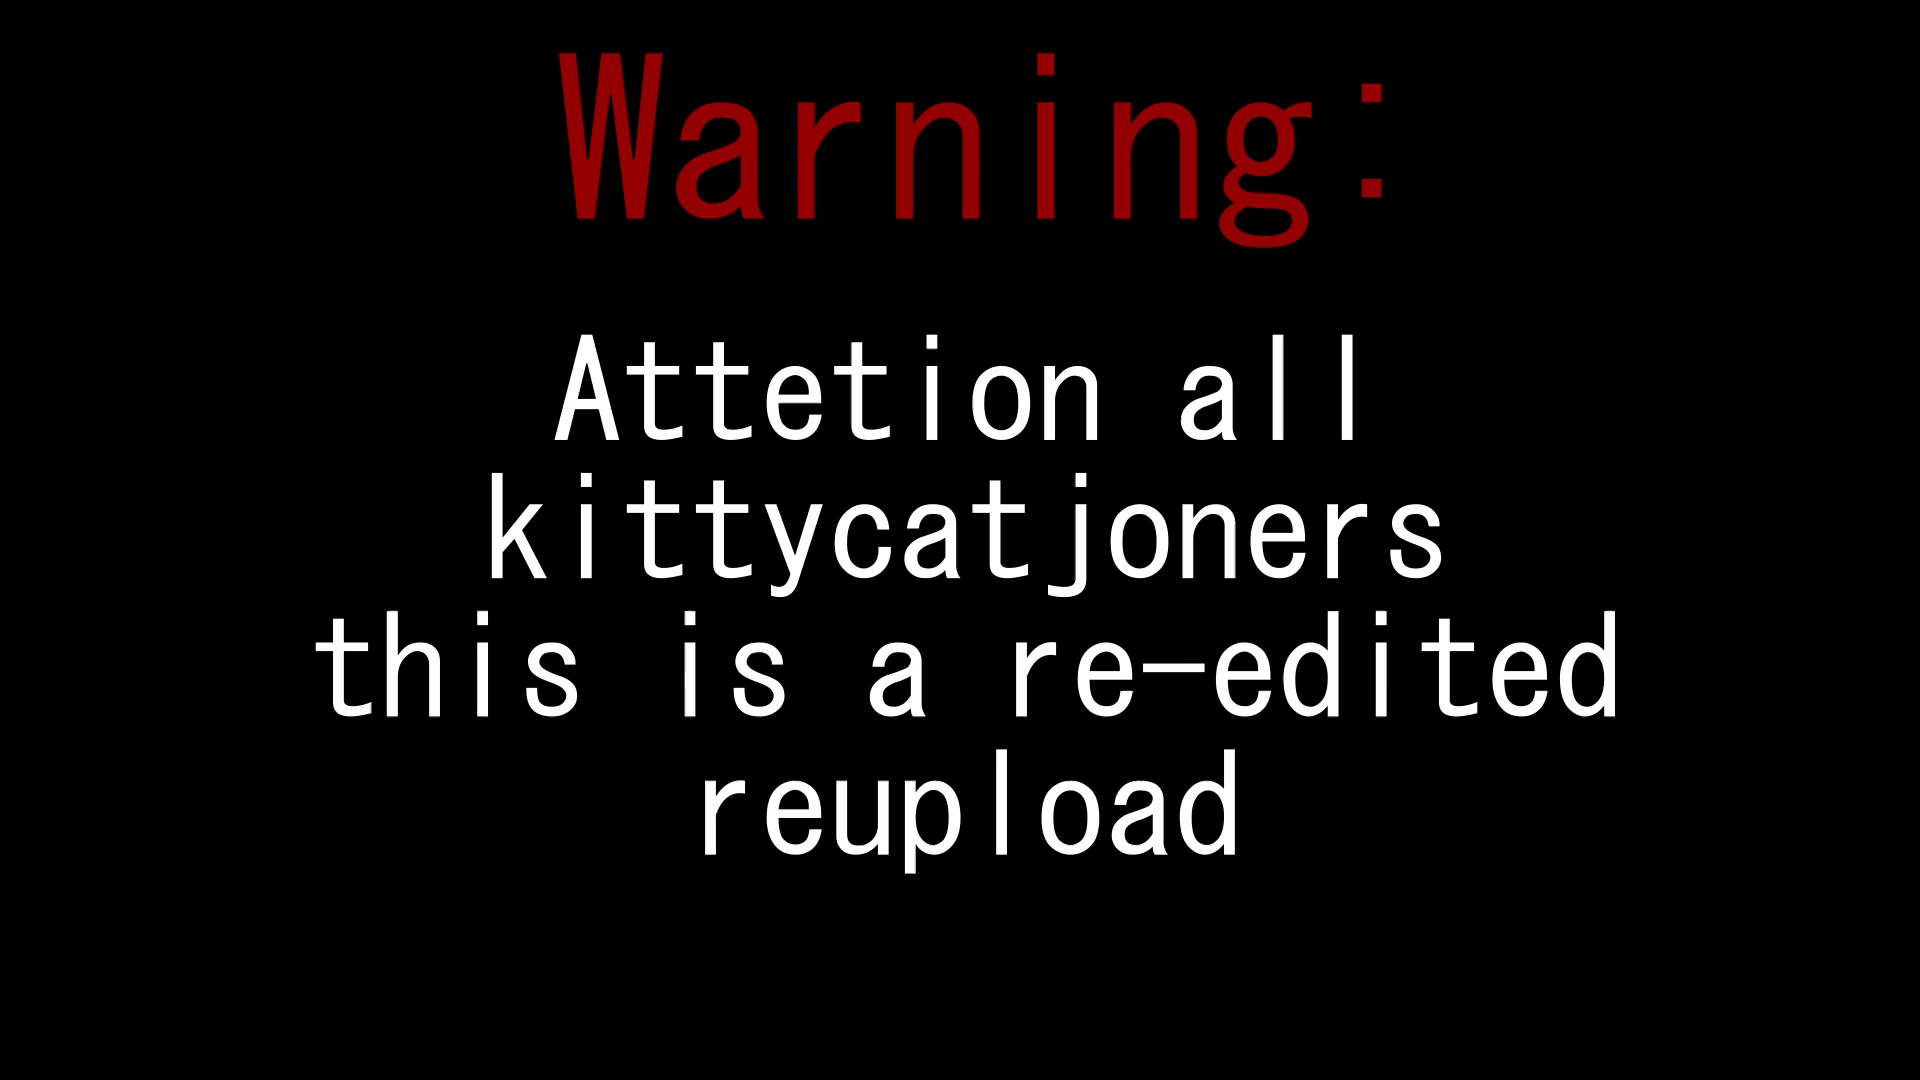 Warning:
Attetion all
kittycatjoners
this is a re-edited
reupload